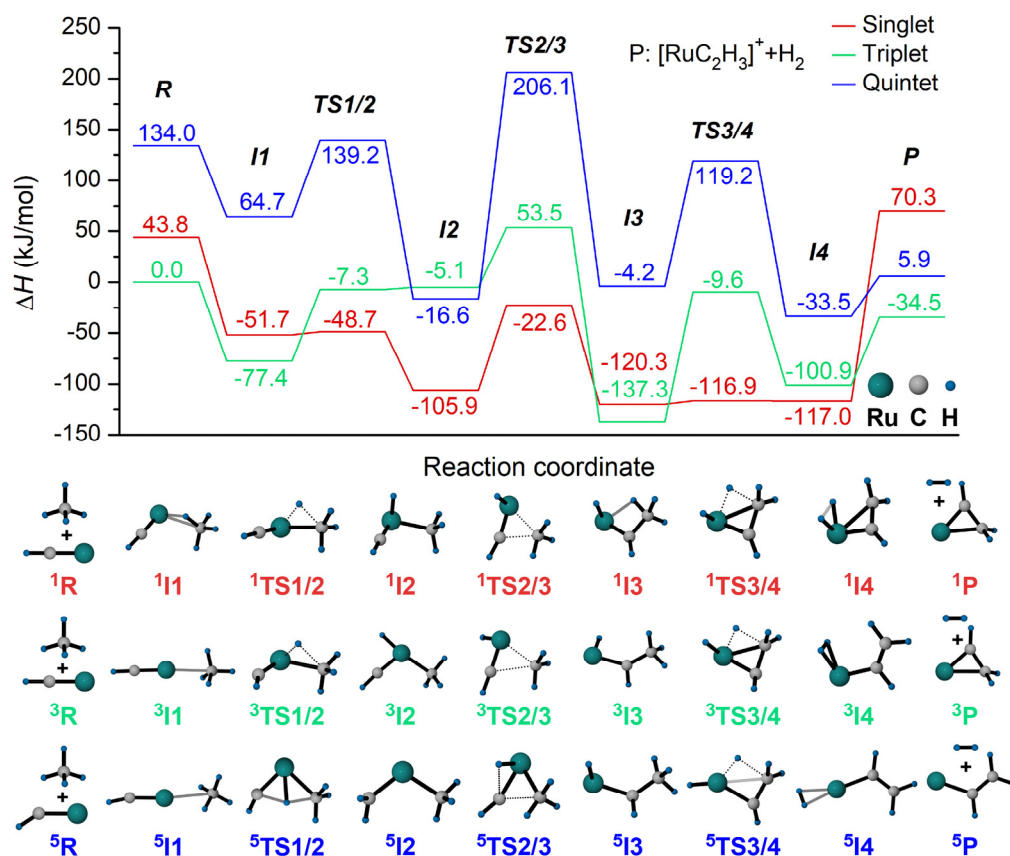 250
200
150
100
50
0
-50
-100
-150
ΔH (kJ/mol)
P: [RuC₂H₃]⁺+H₂
Singlet
Triplet
Quintet
R
I1
TS1/2
I2
TS2/3
I3
TS3/4
I4
P
134.0
64.7
139.2
-16.6
206.1
-4.2
119.2
-33.5
5.9
43.8
-51.7
-48.7
-105.9
-22.6
-120.3
-116.9
-117.0
70.3
0.0
-77.4
-7.3
-5.1
53.5
-137.3
-9.6
-100.9
-34.5
Ru C H
Reaction coordinate
+ +
¹R ¹I1 ¹TS1/2 ¹I2 ¹TS2/3 ¹I3 ¹TS3/4 ¹I4 ¹P
+ +
³R ³I1 ³TS1/2 ³I2 ³TS2/3 ³I3 ³TS3/4 ³I4 ³P
+ +
⁵R ⁵I1 ⁵TS1/2 ⁵I2 ⁵TS2/3 ⁵I3 ⁵TS3/4 ⁵I4 ⁵P